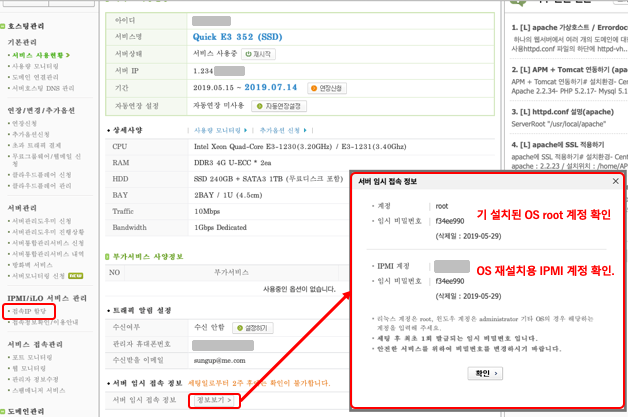 호스팅관리
기본관리
서비스 사용현황 >
사용량 모니터링
도메인 연결관리
서버호스팅 DNS 관리
연장/변경/추가옵션
연장신청
추가옵션신청
초과 트래픽 결제
무료그룹웨어/웹메일 신청
클라우드드플웨어 신청
서버관리
서버관리도우미 신청
서버관리도우미 진행상황
서버통합관리서비스 신청
서버통합관리서비스 내역
방화벽 서비스
서버모니터링 신청 NEW
IPMI/iLO 서비스 관리
접속IP 할당
접속정보확인/이용안내
서비스 접속관리
포트 모니터링
웹 모니터링
관리자 정보수정
스팸메니저 서비스
도메인관리
아이디
서비스명 Quick E3 352 (SSD)
서비스상태 서비스 사용중 재시작
서버 IP 1.234
기간 2019.05.15 ~ 2019.07.14 연장신청
자동연장 설정 자동연장 미사용 자동연장설정
상세사양 | 사용량 모니터링 | 추가옵션 신청
CPU Intel Xeon Quad-Core E3-1230(3.20GHz) / E3-1231(3.40Ghz)
RAM DDR3 4G U-ECC * 2ea
HDD SSD 240GB + SATA3 1TB (무료디스크 포함)
BAY 2BAY / 1U (4.5cm)
Traffic 10Mbps
Bandwidth 1Gbps Dedicated
부가서비스 사양정보
NO 부가서비스
사용중인 옵션이 없습니다.
트래픽 알림 설정
수신여부 수신 안함 설정하기
관리자 휴대폰번호
수신받을 이메일 sungup@me.com
서버 임시 접속 정보 세팅일로부터 2주 후에는 확인이 불가합니다.
서버 임시 접속 정보 정보보기 >
1. [L] apache 가상호스트 / Errordocu
하나의 웹서버에서 여러 개의 도메인에 대
사용httpd.conf 파일의 하단에 httpd-vh..
2. [L] APM + Tomcat 연동하기 (apac
APM + Tomcat 연동하기# 설치환경- Cent
Apache 2.2.34- PHP 5.2.17- Mysql 5.1
3. [L] httpd.conf 설명(apache)
ServerRoot "/usr/local/apache"
4. [L] apache에 SSL 적용하기
apache에 SSL 적용하기# 설치환경- Cent
apache : 2.2.23 / 설치위치 : /home/apa
서버 임시 접속 정보
계정 root
임시 비밀번호 f34ee990
(삭제일 : 2019-05-29)
기 설치된 OS root 계정 확인
IPMI 계정
임시 비밀번호 f34ee990
(삭제일 : 2019-05-29)
OS 재설치용 IPMI 계정 확인.
리눅스 계정은 root, 윈도우 계정은 administrator 기타 OS의 경우 해당하는
계정을 입력해 주세요.
세팅 후 최초 1회 발급되는 임시 비밀번호 입니다.
안전한 서비스를 위하여 비밀번호를 변경하시기 바랍니다.
확인 >